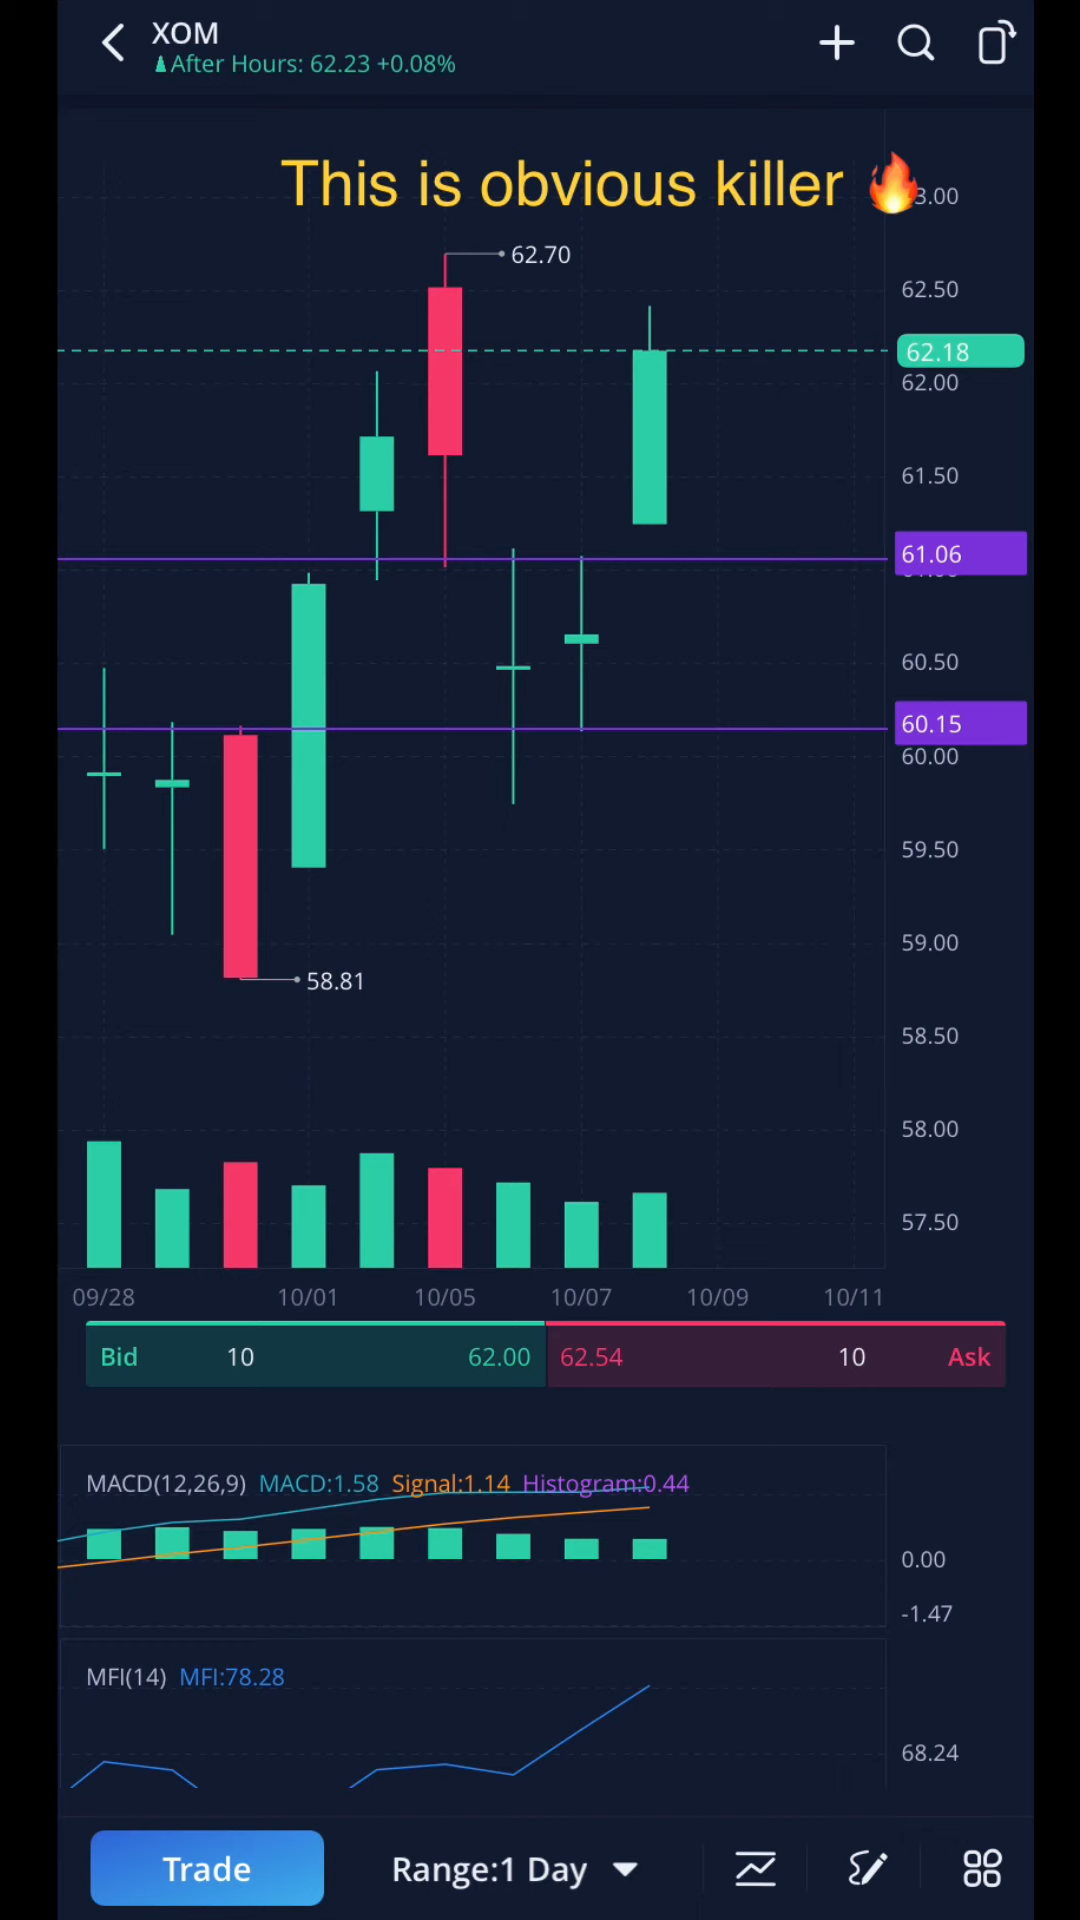 XOM
After Hours: 62.23 +0.08%
This is obvious killer 🔥
3.00
62.70
62.50
62.18
62.00
61.50
61.06
60.50
60.15
60.00
59.50
59.00
58.81
58.50
58.00
57.50
09/28 10/01 10/05 10/07 10/09 10/11
Bid 10 62.00 62.54 10 Ask
MACD(12,26,9) MACD:1.58 Signal:1.14 Histogram:0.44
0.00
-1.47
MFI(14) MFI:78.28
68.24
Trade Range:1 Day